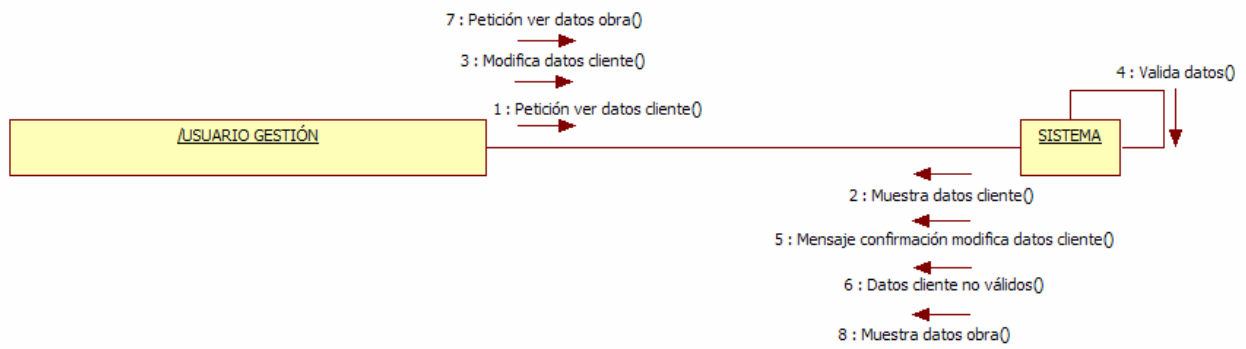 7 : Petición ver datos obra()
3 : Modifica datos cliente()
4 : Valida datos()
1 : Petición ver datos cliente()
/USUARIO GESTIÓN
SISTEMA
2 : Muestra datos cliente()
5 : Mensaje confirmación modifica datos cliente()
6 : Datos cliente no válidos()
8 : Muestra datos obra()